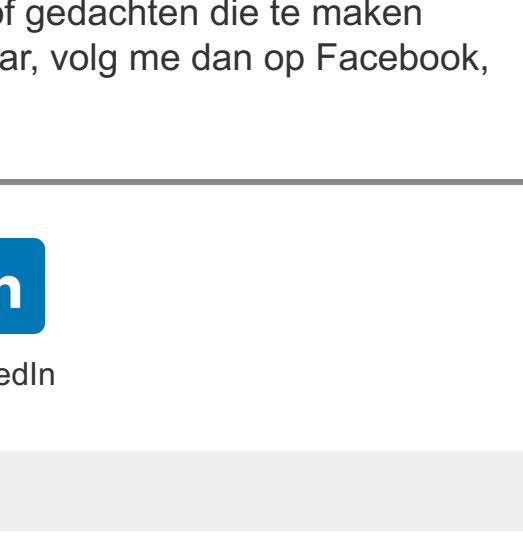 of gedachten die te maken
ar, volg me dan op Facebook,
n
edIn